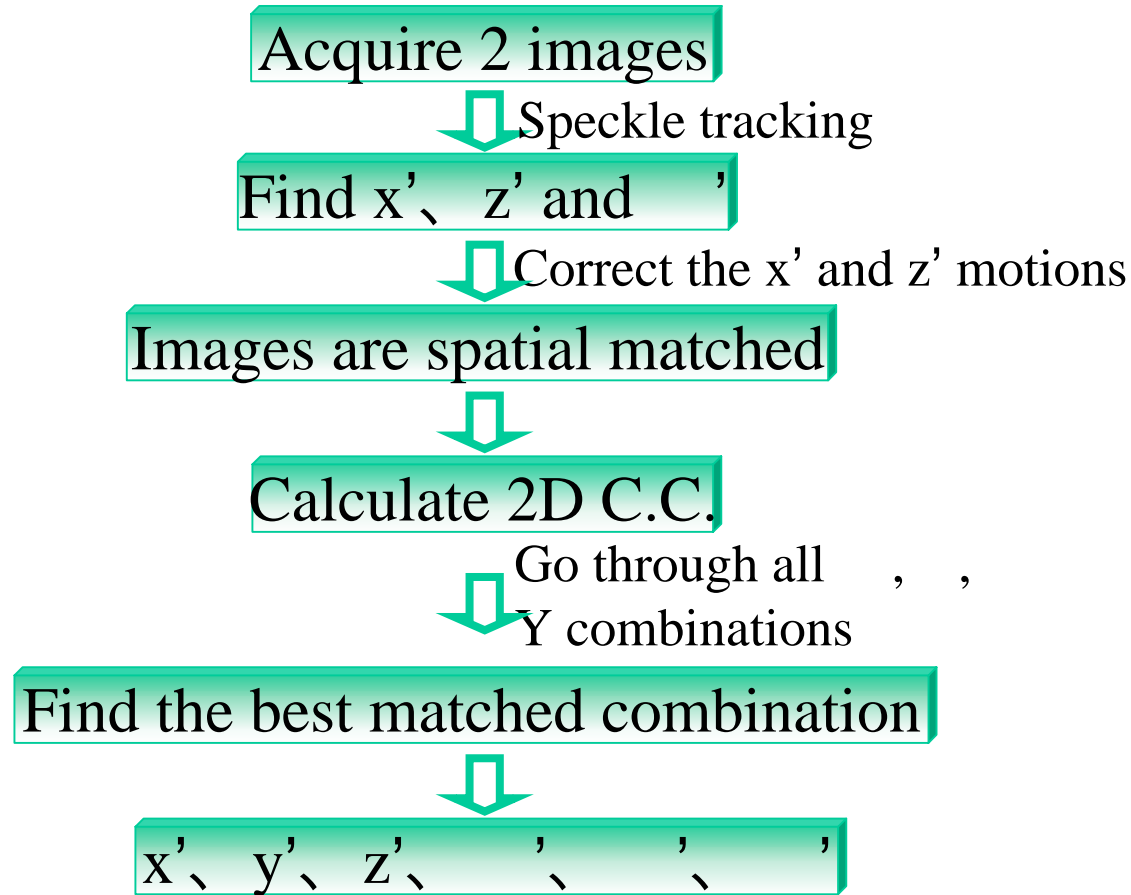 Acquire 2 images
Speckle tracking
Find x’、 z’ and ’
Correct the x’ and z’ motions
Images are spatial matched
Calculate 2D C.C.
Go through all , ,
Y combinations
Find the best matched combination
x’、 y’、 z’、 ’、 ’、 ’